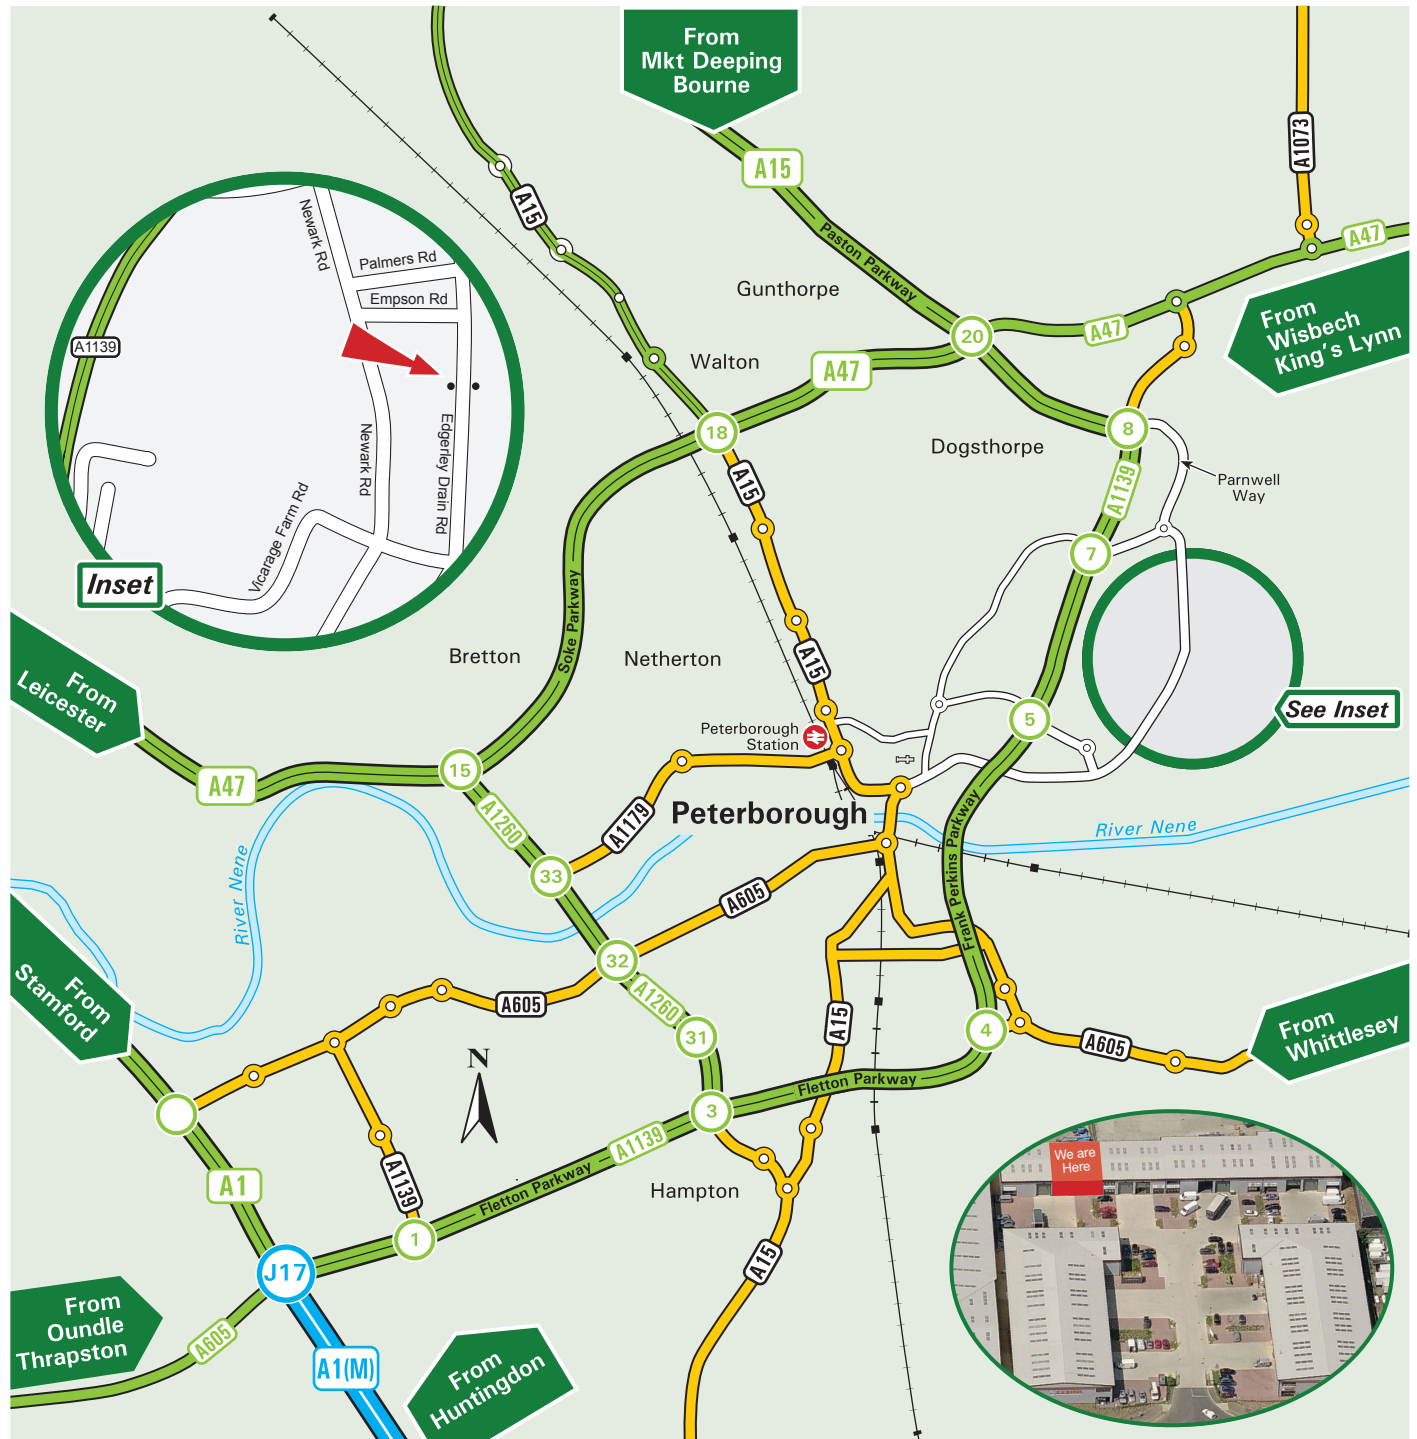 From
Mkt Deeping
Bourne
A15
A1073
A15
Paston Parkway
A47
Newark Rd
Palmers Rd
Empson Rd
Gunthorpe
A47
20
From
Wisbech
King's Lynn
A1139
Walton
A47
18
8
Dogsthorpe
Newark Rd
Edgerley Drain Rd
A15
A1139
Parnwell
Way
Vicarage Farm Rd
7
Inset
Soke Parkway
Bretton
Netherton
A15
From
Leicester
5
See Inset
Peterborough
Station
15
A47
A1260
A1179
Peterborough
River Nene
River Nene
33
Frank Perkins Parkway
A605
32
From
Stamford
A605
A1260
31
A15
4
A605
From
Whittlesey
N
Fletton Parkway
3
A1139
Fletton Parkway
A1139
Hampton
We are
Here
A1
1
A15
J17
From
Oundle
Thrapston
A605
A1(M)
From
Huntingdon